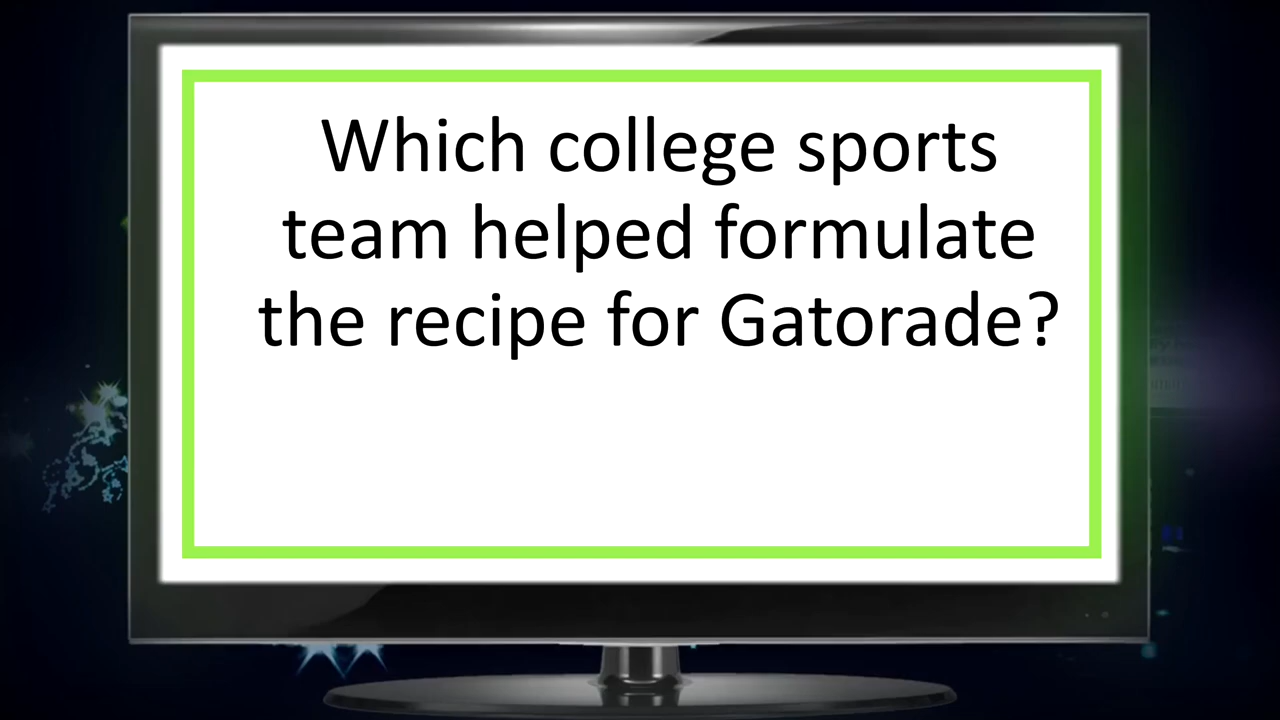 Which college sports
team helped formulate
the recipe for Gatorade?